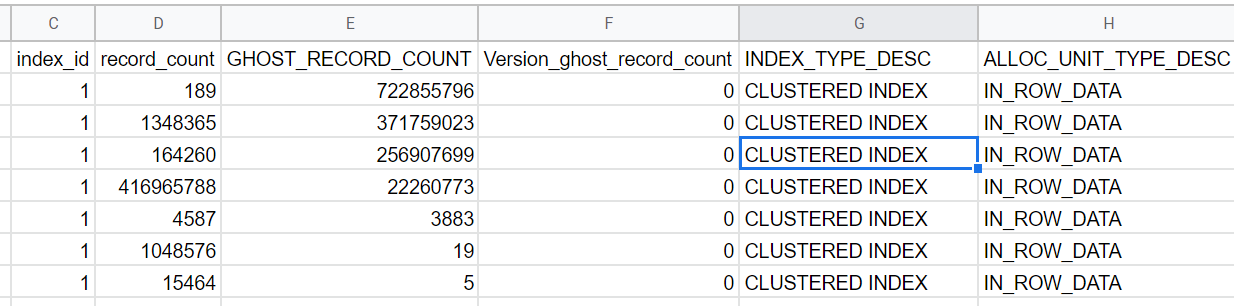 C D E F G H
index_id record_count GHOST_RECORD_COUNT Version_ghost_record_count INDEX_TYPE_DESC ALLOC_UNIT_TYPE_DESC
1 189 722855796 0 CLUSTERED INDEX IN_ROW_DATA
1 1348365 371759023 0 CLUSTERED INDEX IN_ROW_DATA
1 164260 256907699 0 CLUSTERED INDEX IN_ROW_DATA
1 416965788 22260773 0 CLUSTERED INDEX IN_ROW_DATA
1 4587 3883 0 CLUSTERED INDEX IN_ROW_DATA
1 1048576 19 0 CLUSTERED INDEX IN_ROW_DATA
1 15464 5 0 CLUSTERED INDEX IN_ROW_DATA